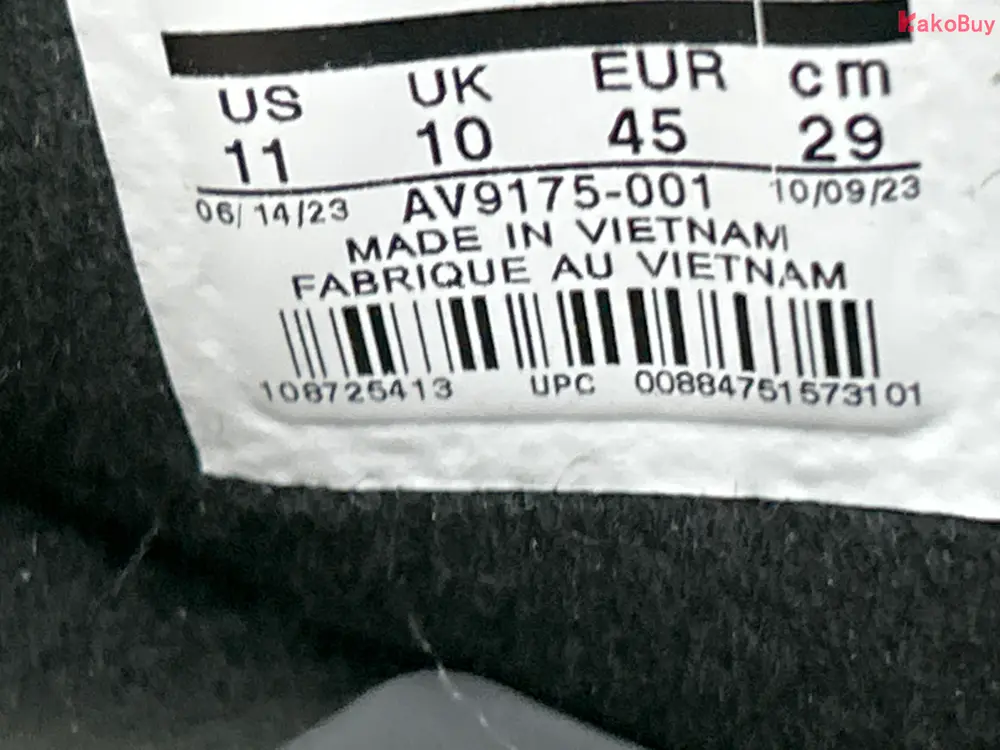 KakoBuy
US UK EUR cm
11 10 45 29
06/14/23 AV9175-001 10/09/23
MADE IN VIETNAM
FABRIQUE AU VIETNAM
108725413 UPC 00884751573101